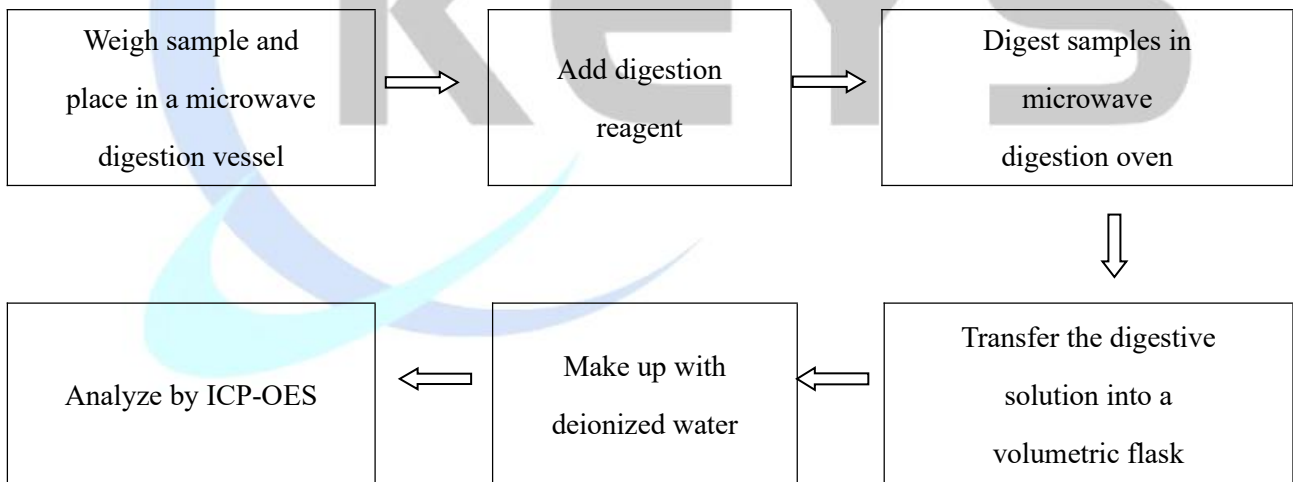 Weigh sample and
place in a microwave
digestion vessel
Add digestion
reagent
Digest samples in
microwave
digestion oven
Transfer the digestive
solution into a
volumetric flask
Make up with
deionized water
Analyze by ICP-OES
KEYS